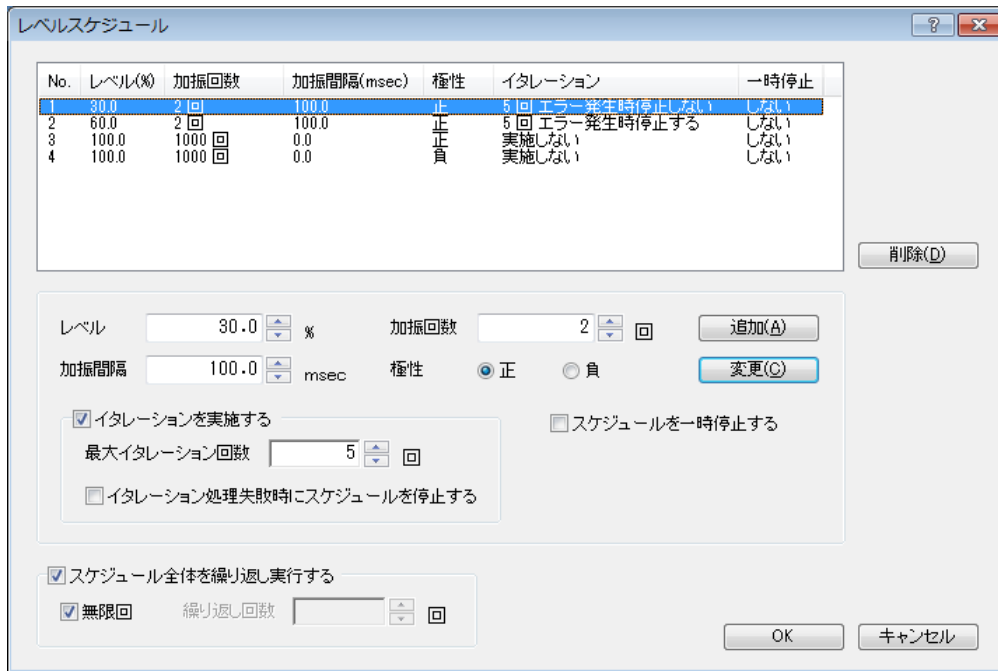 レベルスケジュール
No. レベル(%) 加振回数 加振間隔(msec) 極性 イタレーション 一時停止
1 30.0 2 回 100.0 正 5 回 エラー発生時停止しない しない
2 60.0 2 回 100.0 正 5 回 エラー発生時停止する しない
3 100.0 1000 回 0.0 正 実施しない しない
4 100.0 1000 回 0.0 負 実施しない しない
削除(D)
レベル 30.0 % 加振回数 2 回 追加(A)
加振間隔 100.0 msec 極性 正 負 変更(C)
イタレーションを実施する スケジュールを一時停止する
最大イタレーション回数 5 回
イタレーション処理失敗時にスケジュールを停止する
スケジュール全体を繰り返し実行する
無限回 繰り返し回数 回
OK キャンセル